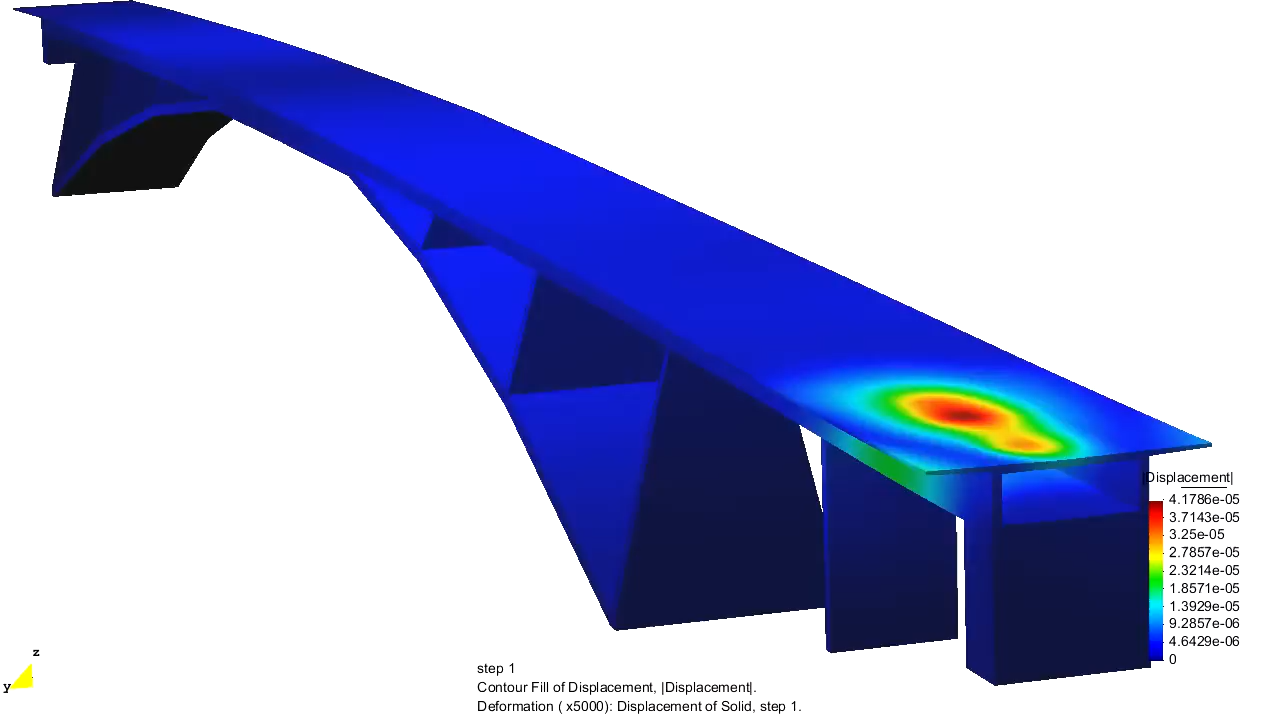 |Displacement|
4.1786e-05
3.7143e-05
3.25e-05
2.7857e-05
2.3214e-05
1.8571e-05
1.3929e-05
9.2857e-06
4.6429e-06
0
z
y
step 1
Contour Fill of Displacement, |Displacement|.
Deformation ( x5000): Displacement of Solid, step 1.